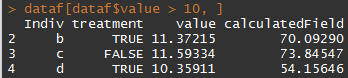 > dataf[dataf$value > 10, ]
Indiv treatment value calculatedField
2 b TRUE 11.37215 70.09290
3 c FALSE 11.59334 73.84547
4 d TRUE 10.35911 54.15646